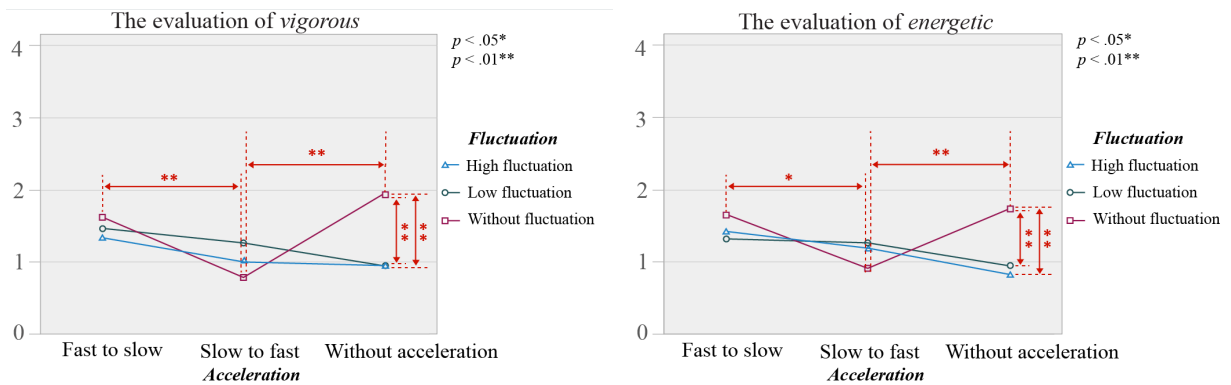 The evaluation of vigorous
p < .05*
p < .01**
4
3
2
1
0
**
**
**
**
Fluctuation
High fluctuation
Low fluctuation
Without fluctuation
Fast to slow
Slow to fast
Without acceleration
Acceleration
The evaluation of energetic
p < .05*
p < .01**
4
3
2
1
0
*
**
**
**
Fluctuation
High fluctuation
Low fluctuation
Without fluctuation
Fast to slow
Slow to fast
Without acceleration
Acceleration